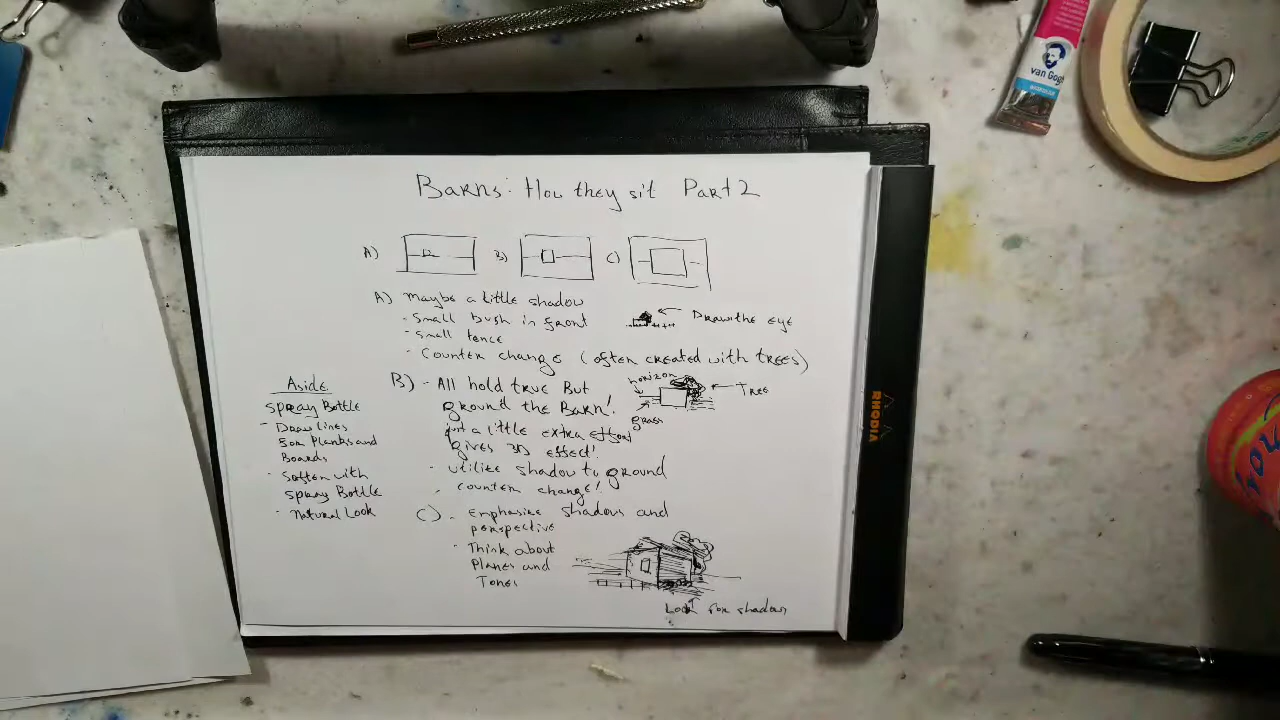 Barns: How they sit Part 2
A)
B)
C)
A) Maybe a little shadow
- Small bush in front
- Small fence
- Counter change (often created with trees)
Draw the eye
B) - All hold true But
ground the Barn!
just a little extra effort
gives 3D effect!
- utilize shadow to ground
- counter change!
horizon
Tree
grass
C) - Emphasize shadows and
perspective
- Think about
Planes and
Tones
Look for shadows
Aside
Spray Bottle
- Draw lines
for Plants and
Boards
- Soften with
spray Bottle
- Natural Look
van Gogh
RHODIA